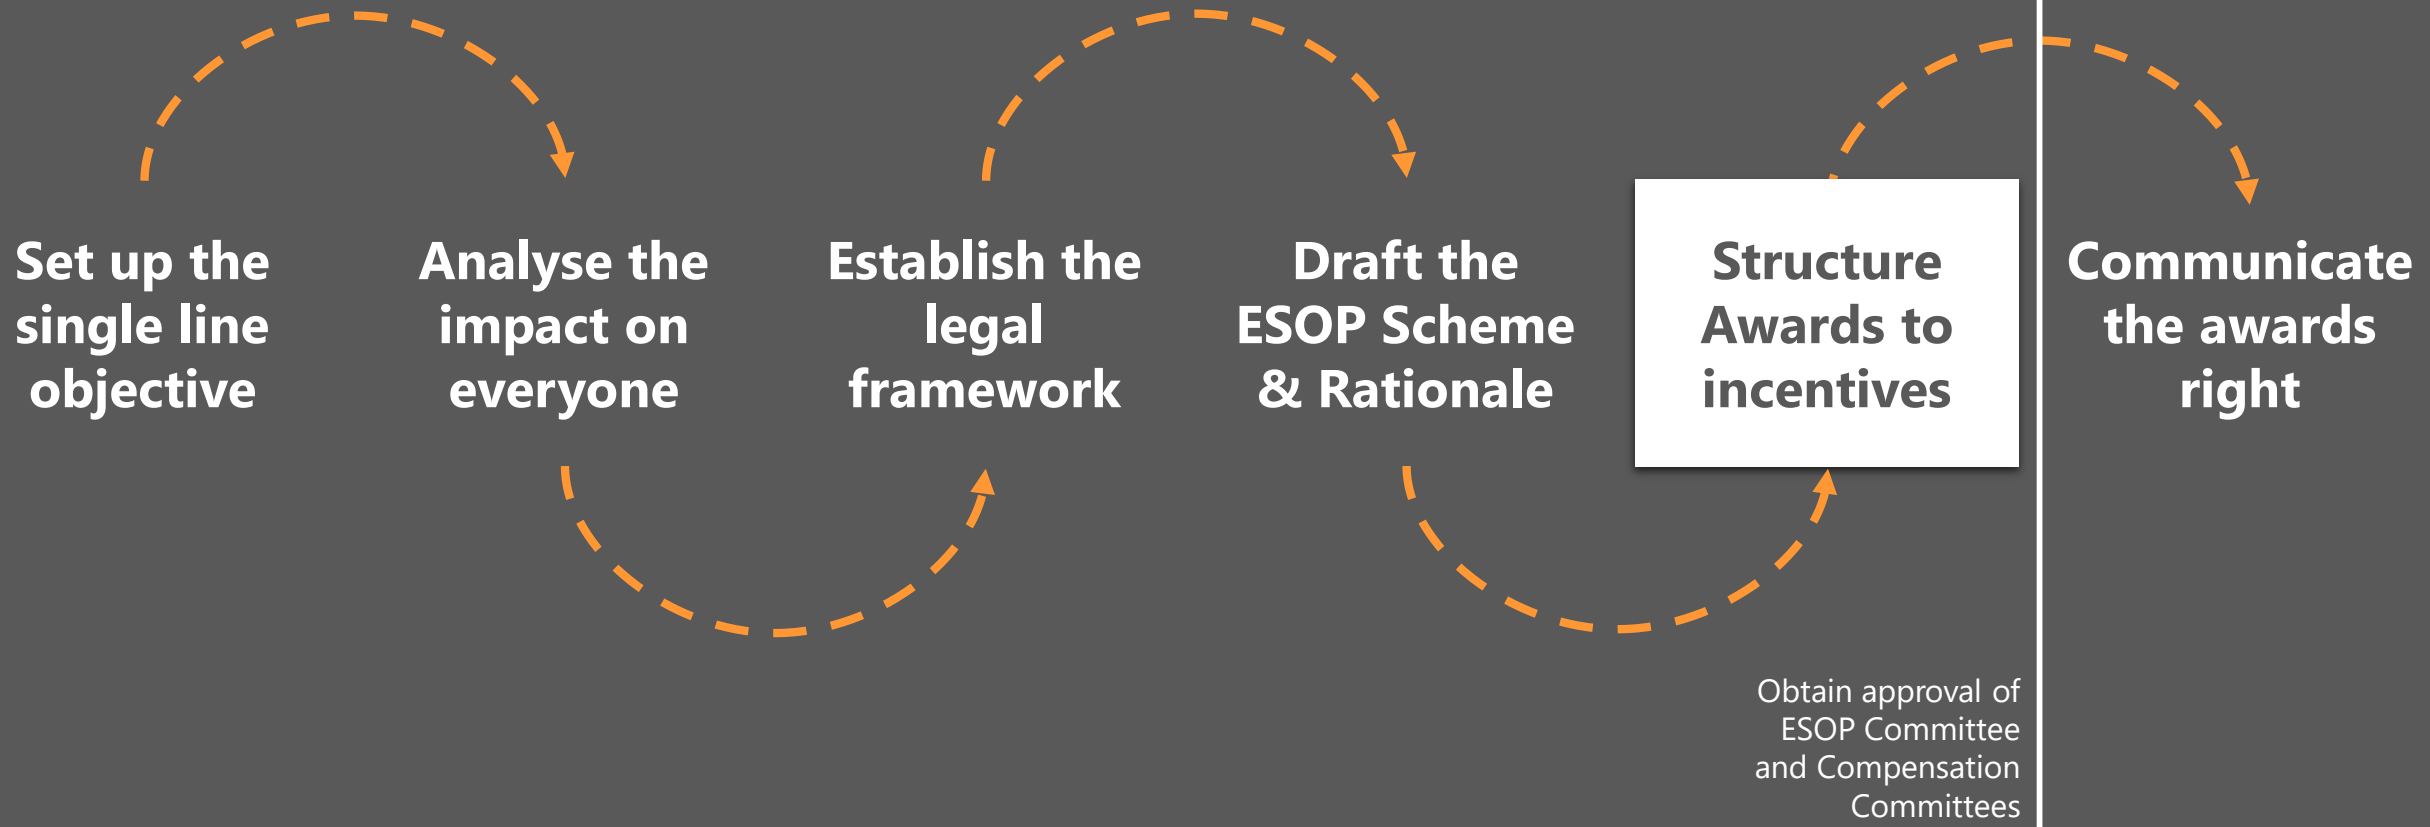 Set up the
single line
objective
Analyse the
impact on
everyone
Establish the
legal
framework
Draft the
ESOP Scheme
& Rationale
Structure
Awards to
incentives
Communicate
the awards
right
Obtain approval of
ESOP Committee
and Compensation
Committees